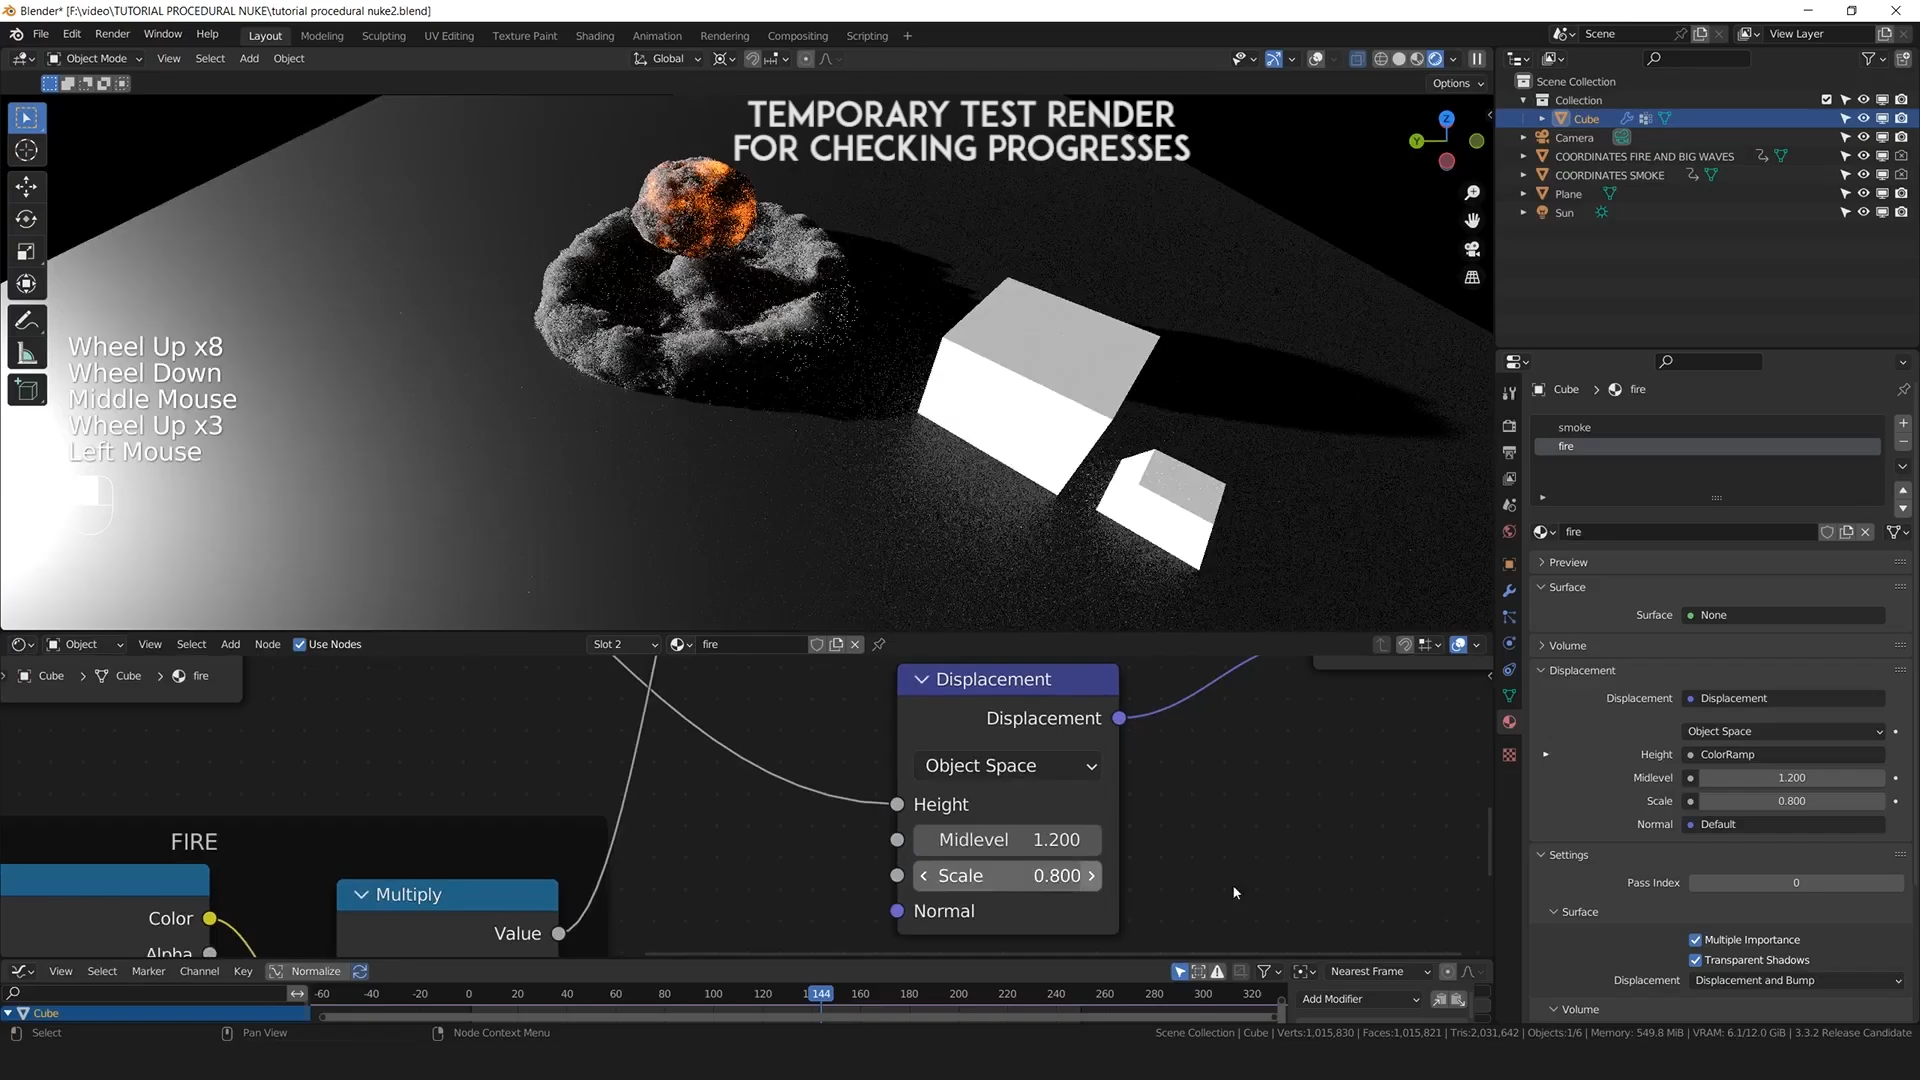 Blender* [F:\video\TUTORIAL PROCEDURAL NUKE\tutorial procedural nuke2.blend]
File Edit Render Window Help Layout Modeling Sculpting UV Editing Texture Paint Shading Animation Rendering Compositing Scripting +
Scene View Layer
Object Mode View Select Add Object Global
Options
TEMPORARY TEST RENDER
FOR CHECKING PROGRESSES
Z
Y
Wheel Up x8
Wheel Down
Middle Mouse
Wheel Up x3
Left Mouse
Scene Collection
Collection
Cube
Camera
COORDINATES FIRE AND BIG WAVES
COORDINATES SMOKE
Plane
Sun
Cube > fire
smoke
fire
fire
Preview
Surface
Surface None
Volume
Displacement
Displacement Displacement
Object Space
Height ColorRamp
Midlevel 1.200
Scale 0.800
Normal Default
Settings
Pass Index 0
Surface
Multiple Importance
Transparent Shadows
Displacement Displacement and Bump
Volume
Object View Select Add Node Use Nodes Slot 2 fire
Cube > Cube > fire
Displacement
Displacement
Object Space
Height
Midlevel 1.200
Scale 0.800
Normal
FIRE
Color
Alpha
Multiply
Value
View Select Marker Channel Key Normalize Nearest Frame
-60 -40 -20 0 20 40 60 80 100 120 144 160 180 200 220 240 260 280 300 320
Add Modifier
Cube
Select Pan View Node Context Menu
Scene Collection | Cube | Verts:1,015,830 | Faces:1,015,821 | Tris:2,031,642 | Objects:1/6 | Memory: 549.8 MiB | VRAM: 6.1/12.0 GiB | 3.3.2 Release Candidate